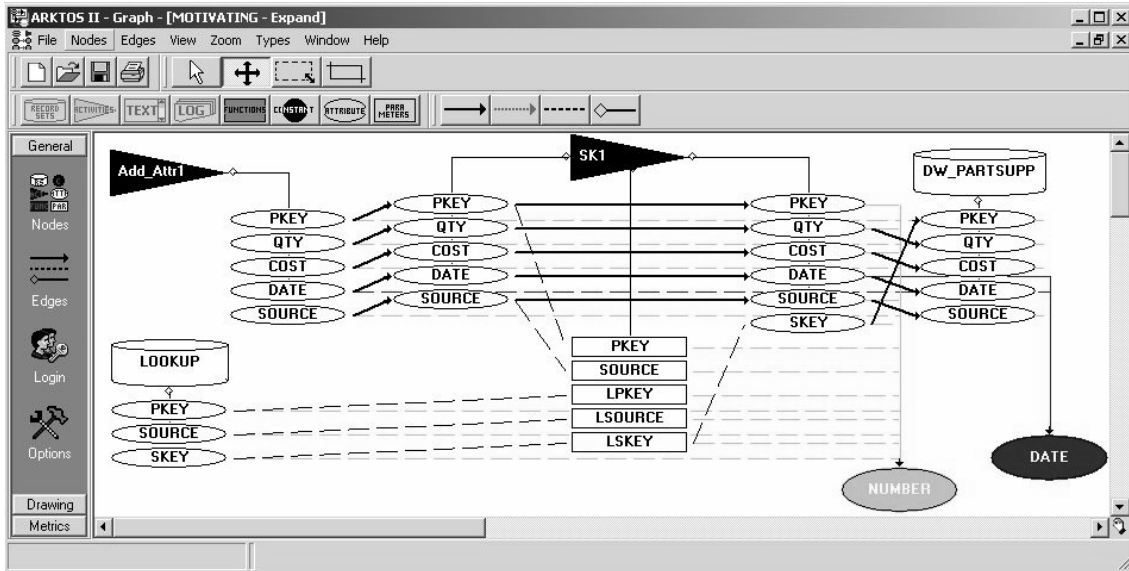 ARKTOS II - Graph - [MOTIVATING - Expand]
File Nodes Edges View Zoom Types Window Help
RECORD SETS ACTIVITIES TEXT LOG FUNCTIONS CONSTANT ATTRIBUTE PARA METERS
General
Nodes
Edges
Login
Options
Drawing
Metrics
Add_Attr1
PKEY
QTY
COST
DATE
SOURCE
LOOKUP
PKEY
SOURCE
SKEY
PKEY
QTY
COST
DATE
SOURCE
SK1
PKEY
SOURCE
LPKEY
LSOURCE
LSKEY
PKEY
QTY
COST
DATE
SOURCE
SKEY
DW_PARTSUPP
PKEY
QTY
COST
DATE
SOURCE
NUMBER
DATE